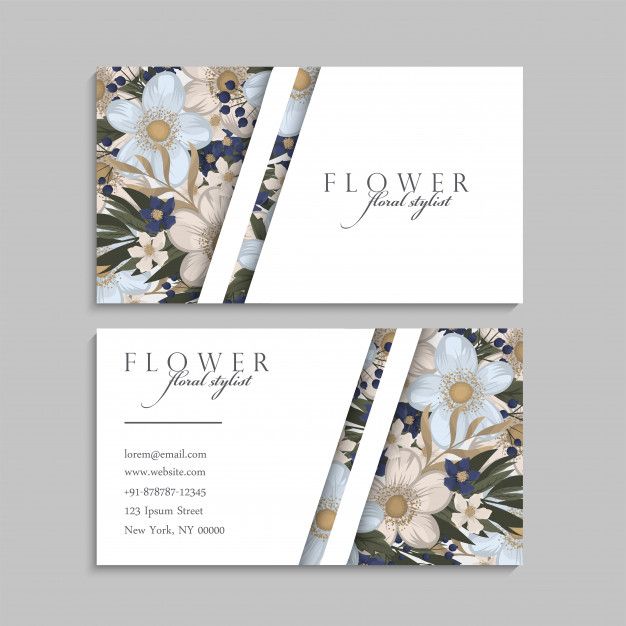 FLOWER
floral stylist
FLOWER
floral stylist
lorem@email.com
www.website.com
+91-878787-12345
123 Ipsum Street
New York, NY 00000